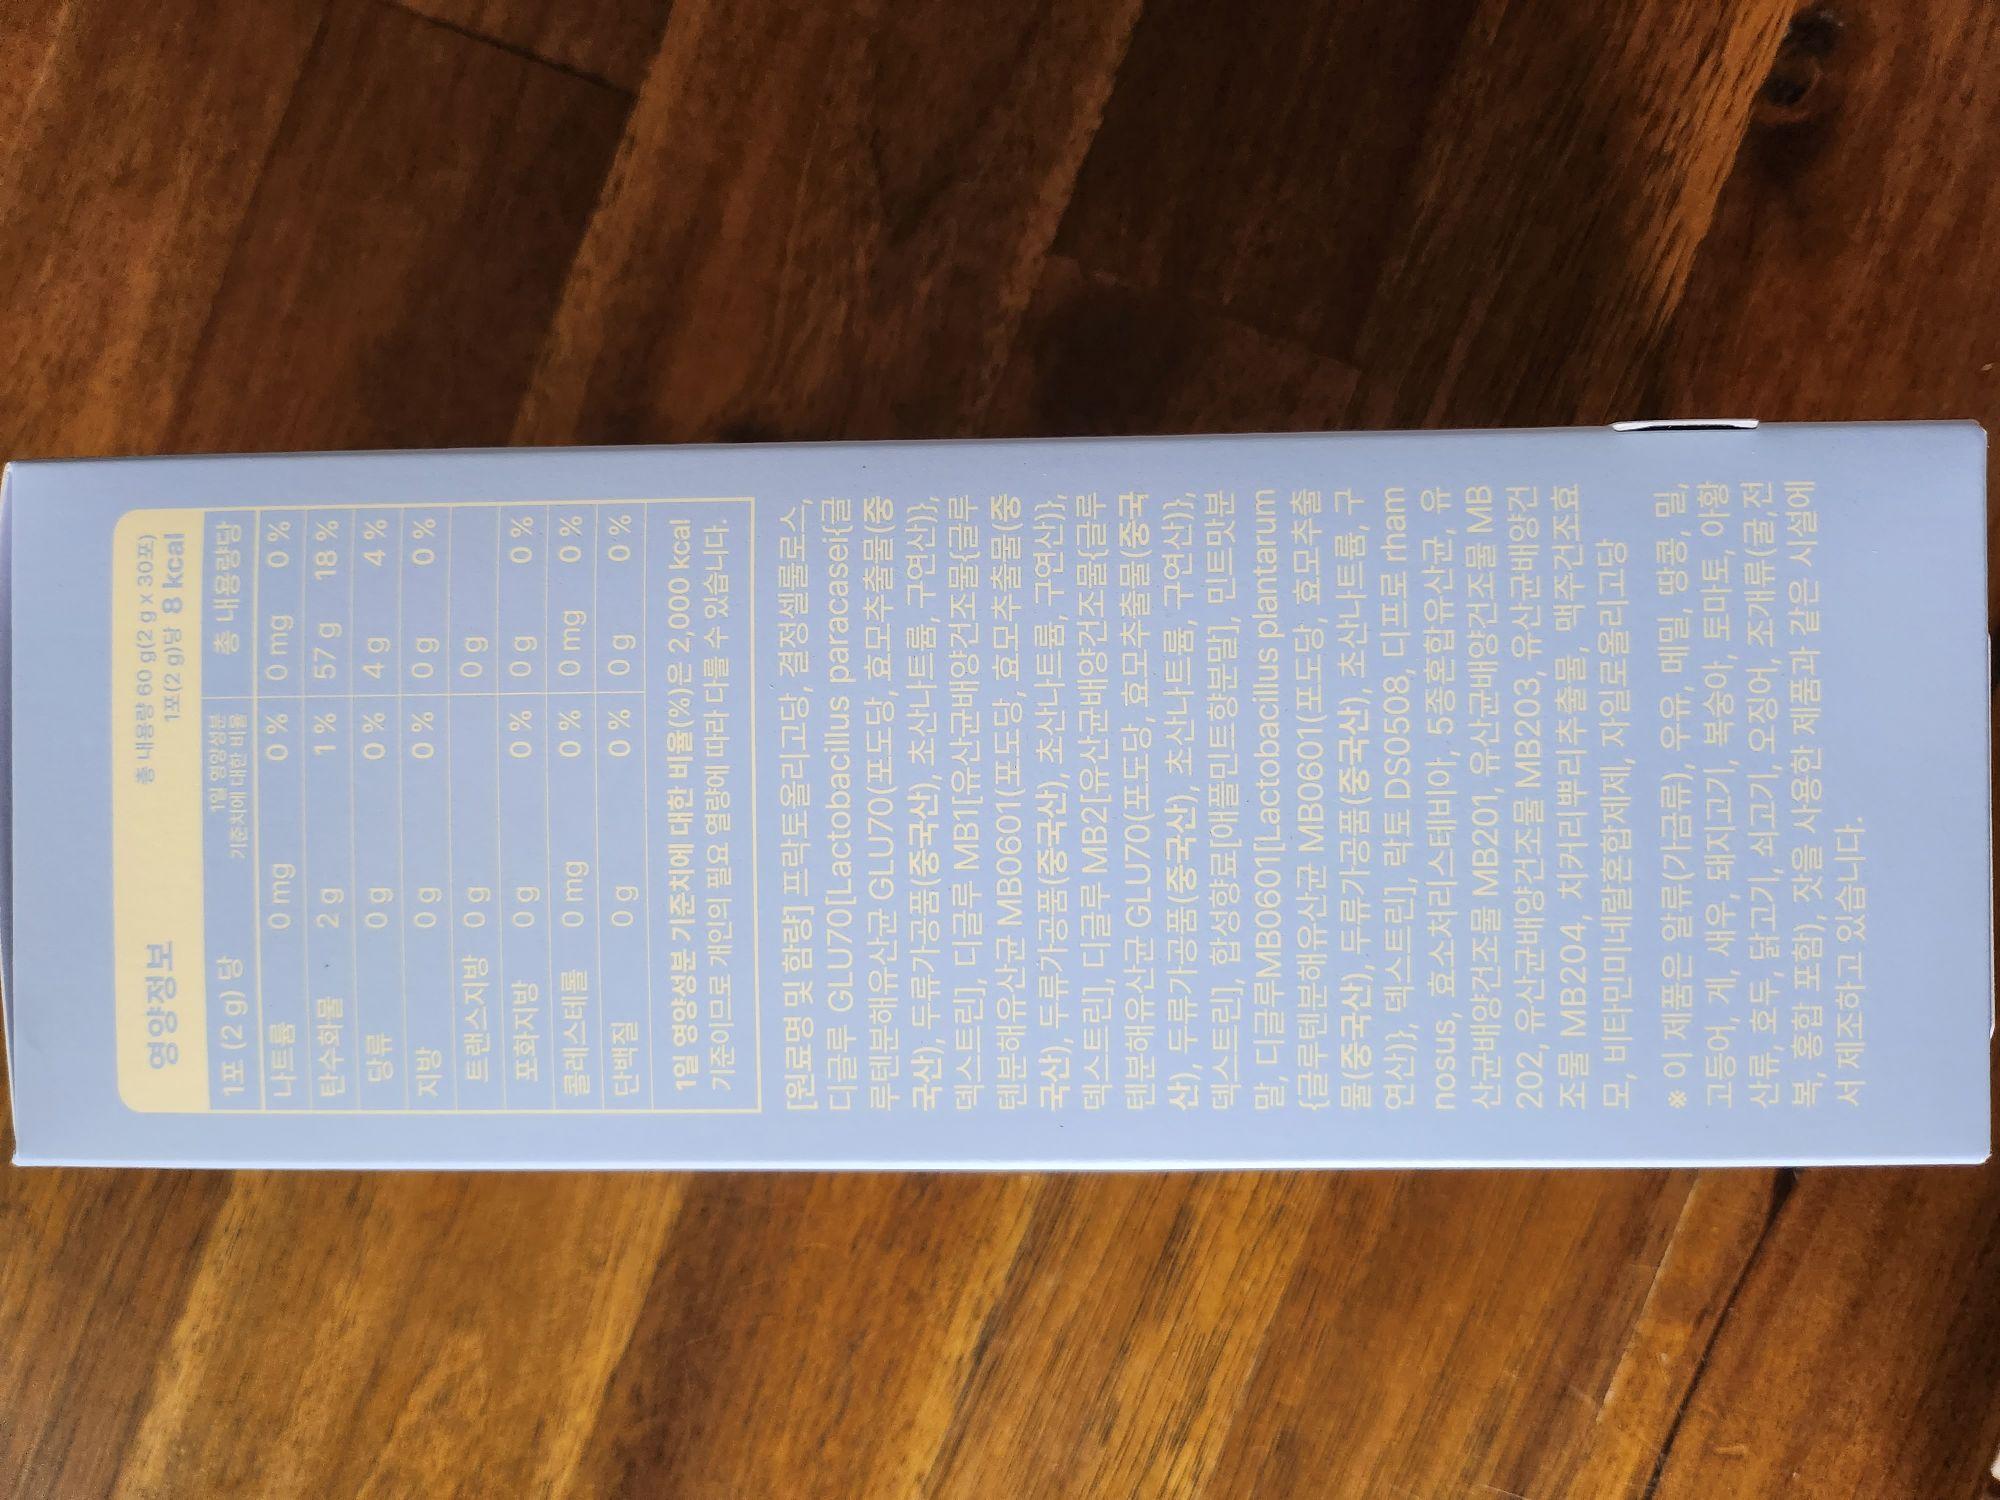 영양정보
총 내용량 60 g(2 g x 30포)
1포(2 g)당 8 kcal
1포 (2 g) 당 1일 영양성분 기준치에 대한 비율 총 내용량당
나트륨 0 mg 0 % 0 mg 0 %
탄수화물 2 g 1 % 57 g 18 %
당류 0 g 0 % 4 g 4 %
지방 0 g 0 % 0 g 0 %
트랜스지방 0 g 0 g
포화지방 0 g 0 % 0 g 0 %
콜레스테롤 0 mg 0 % 0 mg 0 %
단백질 0 g 0 % 0 g 0 %
1일 영양성분 기준치에 대한 비율(%)은 2,000 kcal
기준이므로 개인의 필요 열량에 따라 다를 수 있습니다.
[원료명 및 함량] 프락토올리고당, 결정셀룰로스,
디글루 GLU70[Lactobacillus paracasei{글
루텐분해유산균 GLU70(포도당, 효모추출물(중
국산), 두류가공품(중국산), 초산나트륨, 구연산)},
덱스트린], 디글루 MB1[유산균배양건조물{글루
텐분해유산균 MB0601(포도당, 효모추출물(중
국산), 두류가공품(중국산), 초산나트륨, 구연산)},
덱스트린], 디글루 MB2[유산균배양건조물{글루
텐분해유산균 GLU70(포도당, 효모추출물(중국
산), 두류가공품(중국산), 초산나트륨, 구연산)},
덱스트린], 합성향료[애플민트향분말], 민트맛분
말, 디글루MB0601[Lactobacillus plantarum
{글루텐분해유산균 MB0601(포도당, 효모추출
물(중국산), 두류가공품(중국산), 초산나트륨, 구
연산)}, 덱스트린], 락토 DS0508, 디프로 rham
nosus, 효소처리스테비아, 5종혼합유산균, 유
산균배양건조물 MB201, 유산균배양건조물 MB
202, 유산균배양건조물 MB203, 유산균배양건
조물 MB204, 치커리뿌리추출물, 맥주건조효
모, 비타민미네랄혼합제제, 자일로올리고당
※ 이 제품은 알류(가금류), 우유, 메밀, 땅콩, 밀,
고등어, 게, 새우, 돼지고기, 복숭아, 토마토, 아황
산류, 호두, 닭고기, 쇠고기, 오징어, 조개류(굴,전
복, 홍합 포함), 잣을 사용한 제품과 같은 시설에
서 제조하고 있습니다.